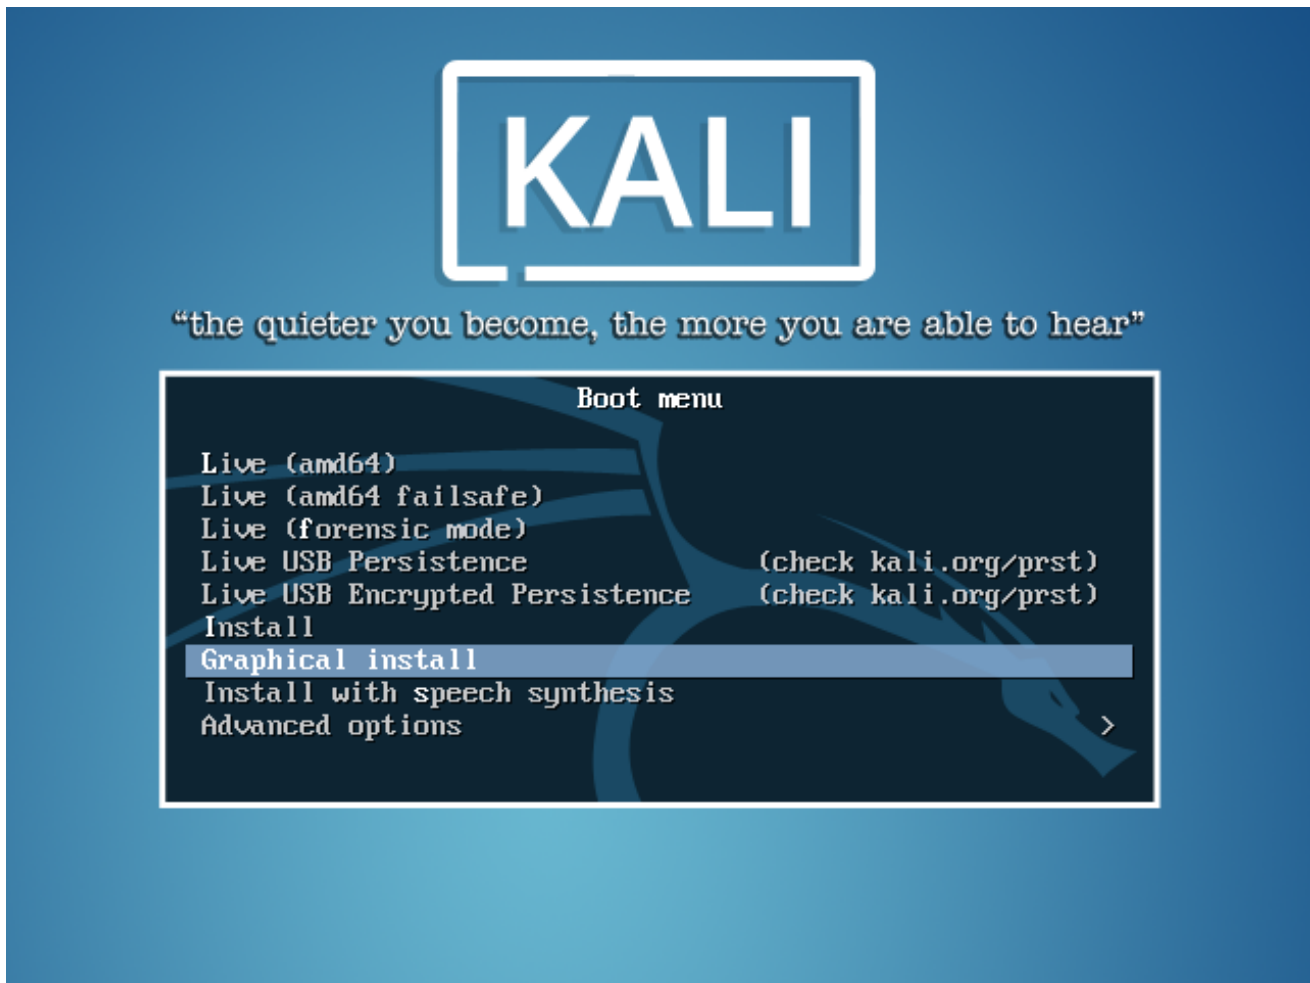 KALI
“the quieter you become, the more you are able to hear”
Boot menu
Live (amd64)
Live (amd64 failsafe)
Live (forensic mode)
Live USB Persistence (check kali.org/prst)
Live USB Encrypted Persistence (check kali.org/prst)
Install
Graphical install
Install with speech synthesis
Advanced options >